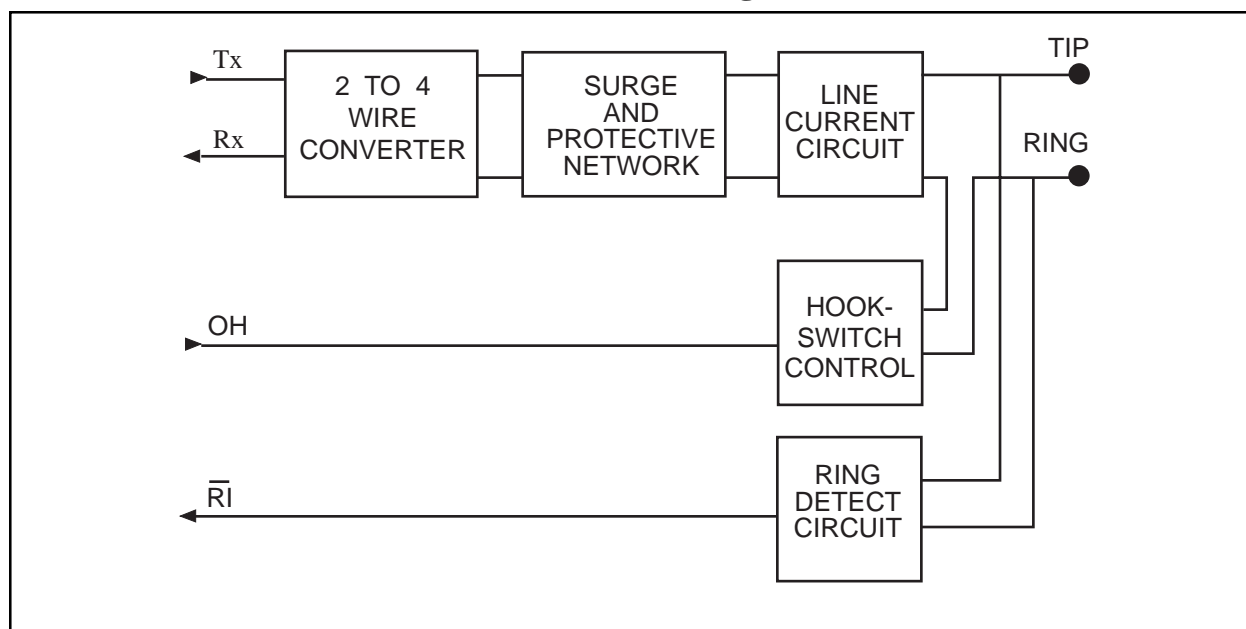 Tx
Rx
2 TO 4
WIRE
CONVERTER
SURGE
AND
PROTECTIVE
NETWORK
LINE
CURRENT
CIRCUIT
TIP
RING
OH
HOOK-
SWITCH
CONTROL
R̅I̅
RING
DETECT
CIRCUIT